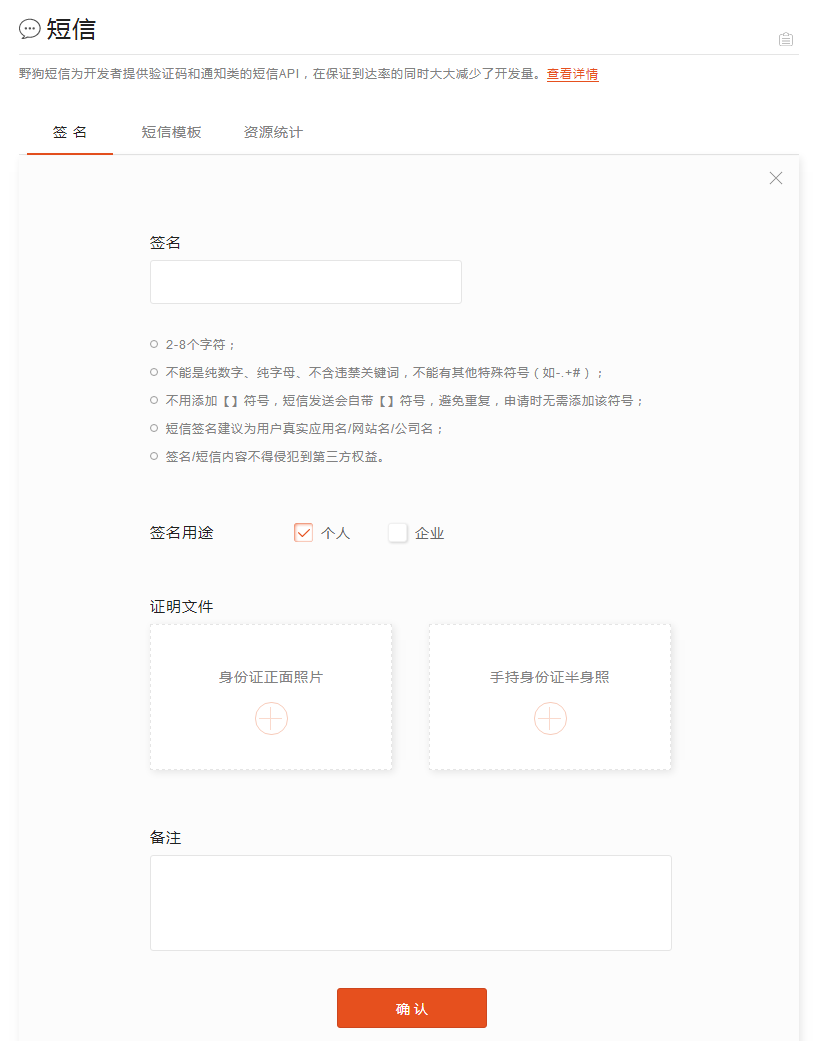 短信
野狗短信为开发者提供验证码和通知类的短信API，在保证到达率的同时大大减少了开发量。查看详情
签 名 短信模板 资源统计
签名
2-8个字符；
不能是纯数字、纯字母、不含违禁关键词，不能有其他特殊符号（如-.+#）；
不用添加【】符号，短信发送会自带【】符号，避免重复，申请时无需添加该符号；
短信签名建议为用户真实应用名/网站名/公司名；
签名/短信内容不得侵犯到第三方权益。
签名用途 个人 企业
证明文件
身份证正面照片 手持身份证半身照
备注
确 认